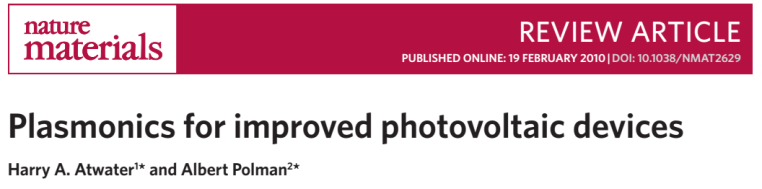 nature
materials
REVIEW ARTICLE
PUBLISHED ONLINE: 19 FEBRUARY 2010 | DOI: 10.1038/NMAT2629
Plasmonics for improved photovoltaic devices
Harry A. Atwater¹* and Albert Polman²*